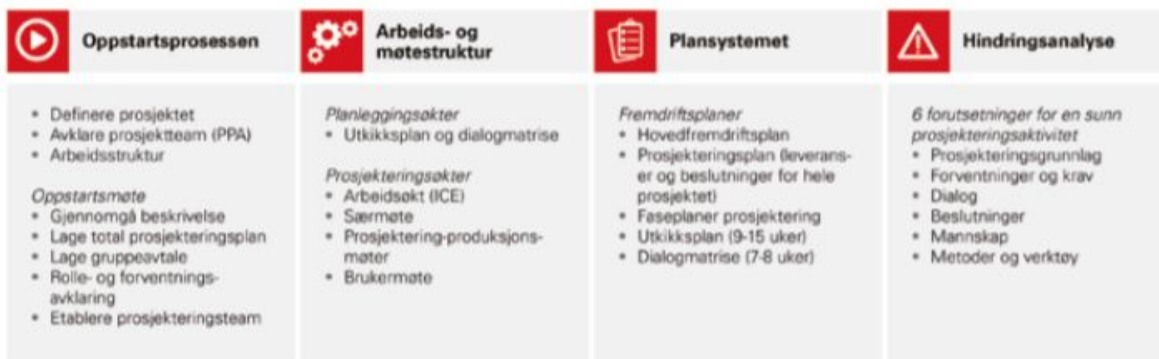 Oppstartsprosessen
• Definere prosjektet
• Avklare prosjektteam (PPA)
• Arbeidsstruktur
Oppstartsmøte
• Gjennomgå beskrivelse
• Lage total prosjekteringsplan
• Lage gruppeavtale
• Rolle- og forventnings-
avklaring
• Etablere prosjekteringsteam
Arbeids- og
møtestruktur
Planleggingsøkter
• Utkikksplan og dialogmatrise
Prosjekteringsøkter
• Arbeidsøkt (ICE)
• Særmøte
• Prosjektering-produksjons-
møter
• Brukermøte
Plansystemet
Fremdriftsplaner
• Hovedfremdriftsplan
• Prosjekteringsplan (leverans-
er og beslutninger for hele
prosjektet)
• Faseplaner prosjektering
• Utkikksplan (9-15 uker)
• Dialogmatrise (7-8 uker)
Hindringsanalyse
6 forutsetninger for en sunn
prosjekteringsaktivitet
• Prosjekteringsgrunnlag
• Forventninger og krav
• Dialog
• Beslutninger
• Mannskap
• Metoder og verktøy